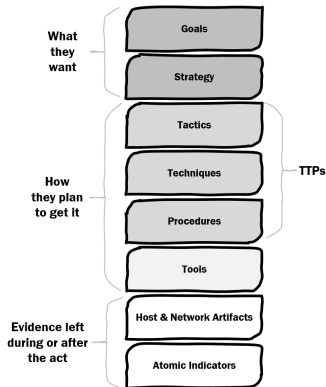 What
they
want
Goals
Strategy
How
they plan
to get it
Tactics
Techniques
Procedures
Tools
TTPs
Evidence left
during or after
the act
Host & Network Artifacts
Atomic Indicators